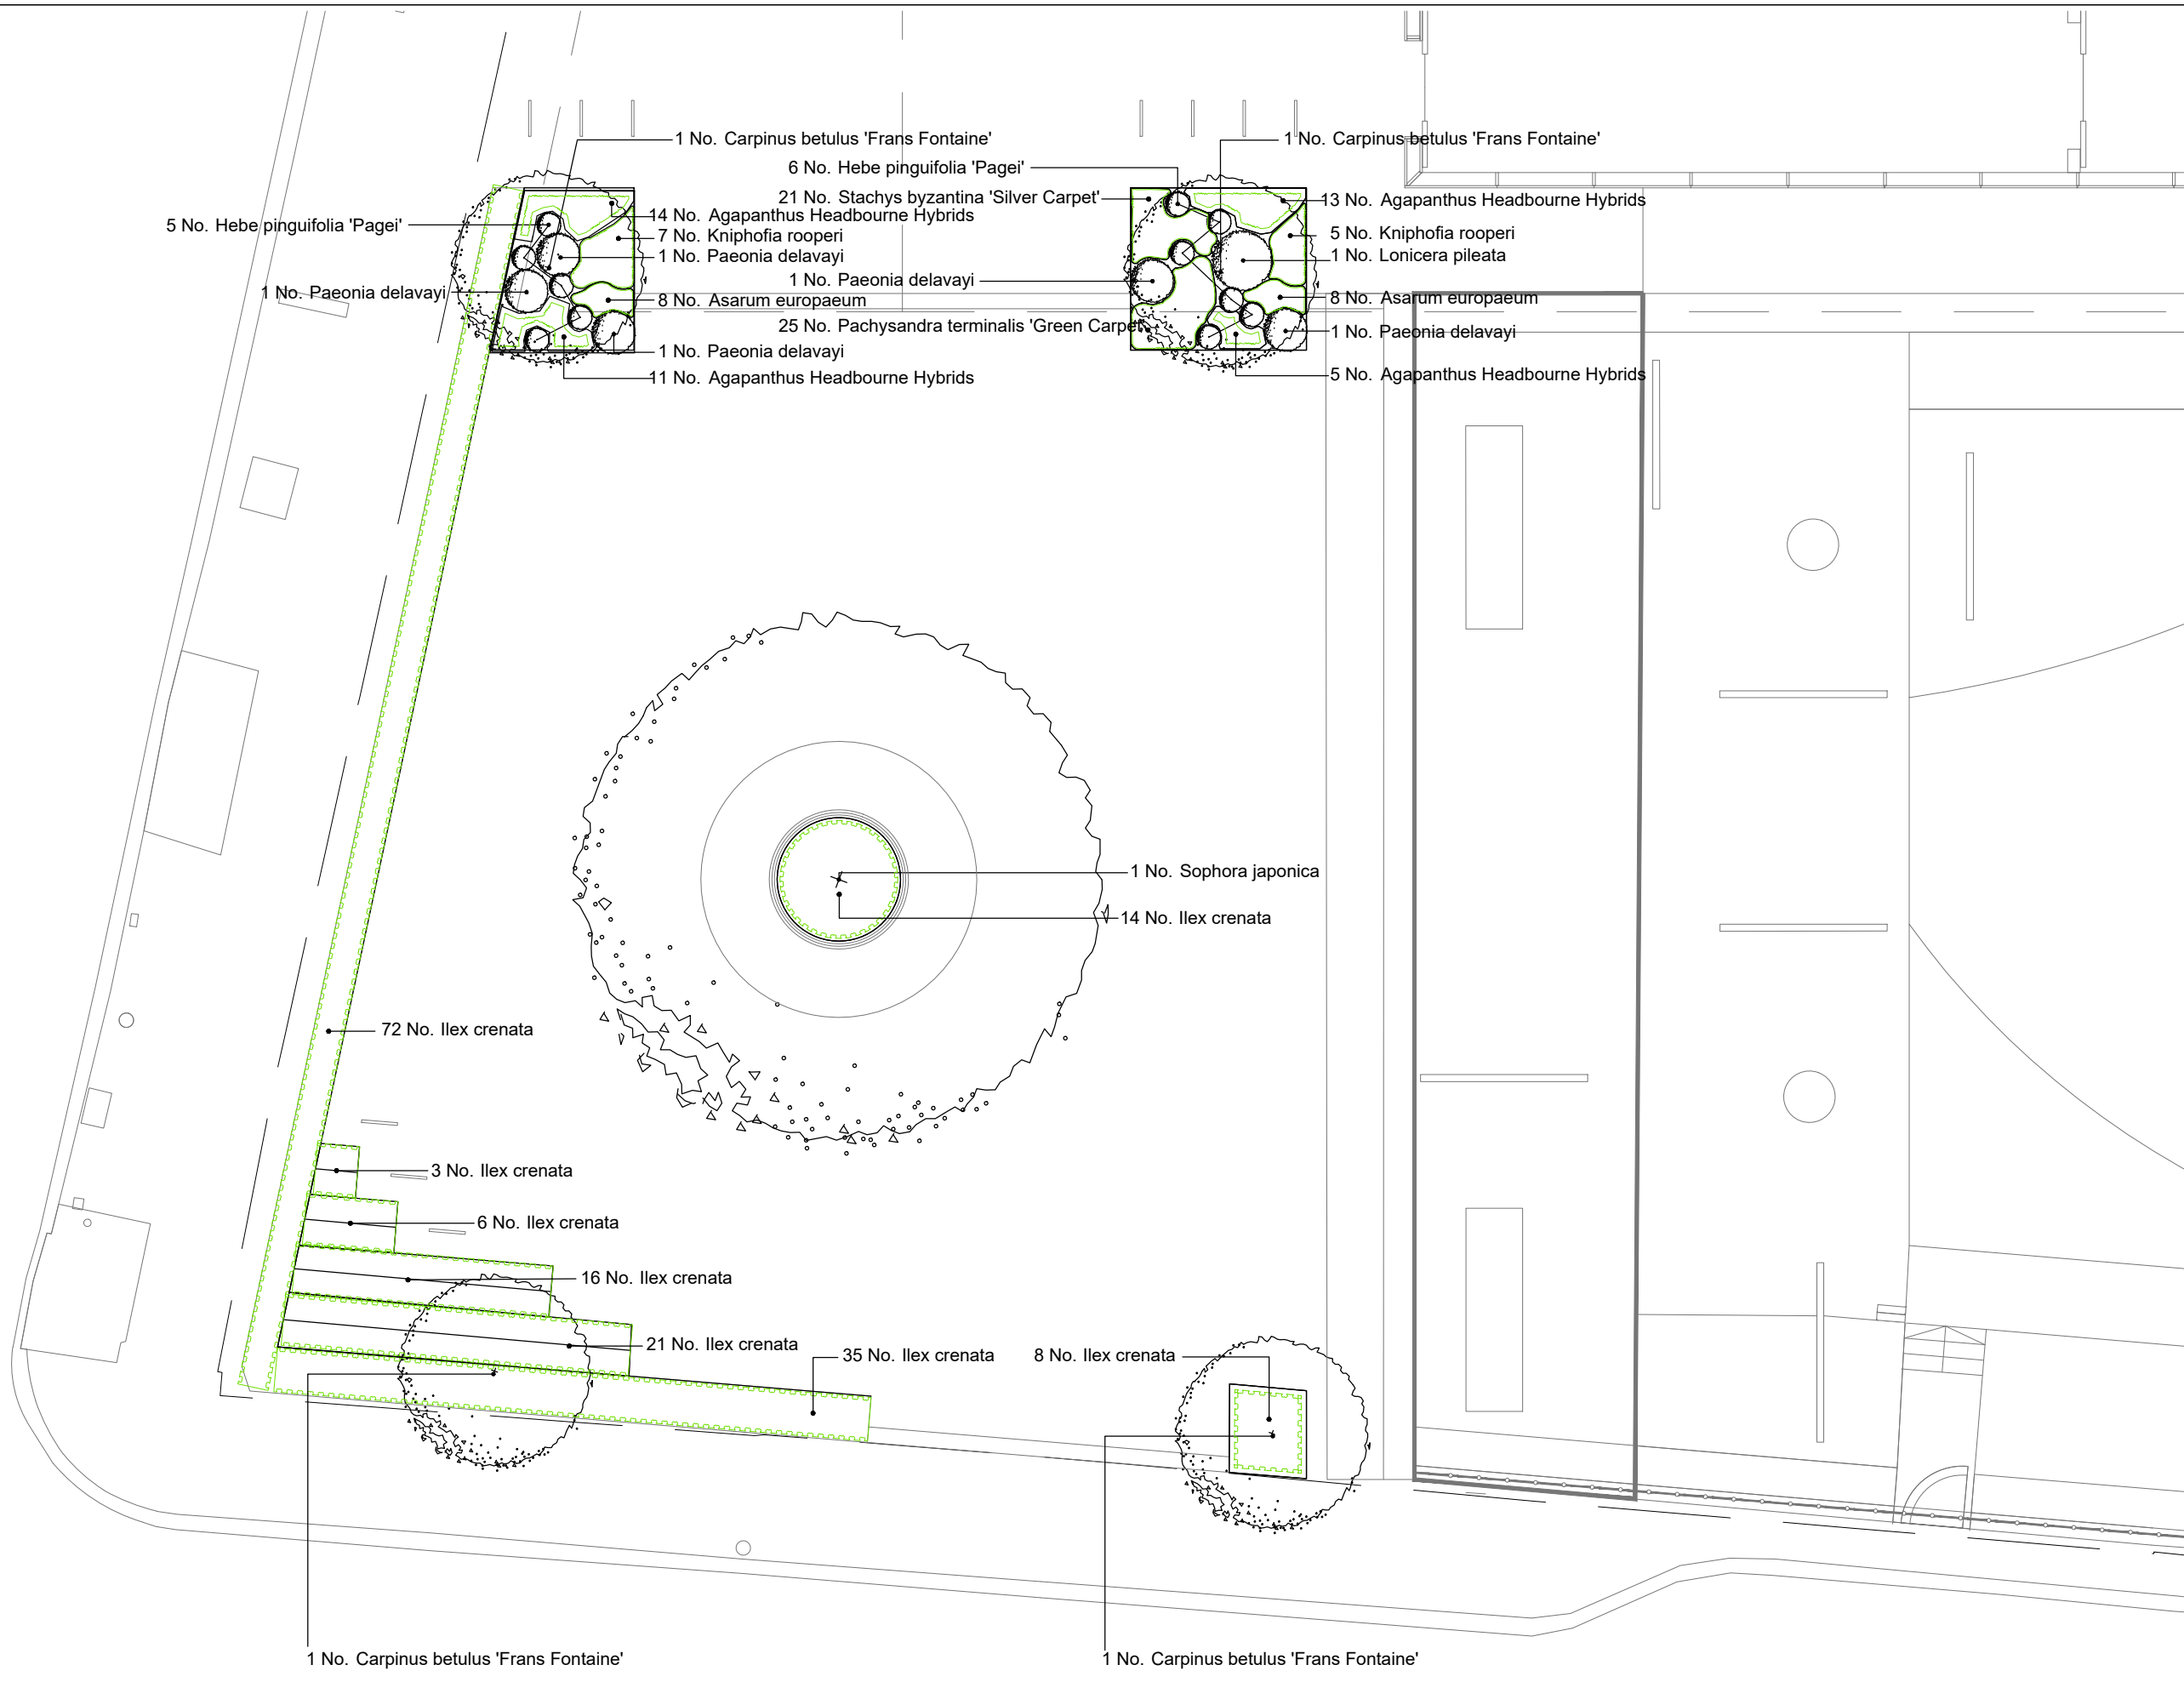 1 No. Carpinus betulus 'Frans Fontaine'
1 No. Carpinus betulus 'Frans Fontaine'
6 No. Hebe pinguifolia 'Pagei'
21 No. Stachys byzantina 'Silver Carpet'
13 No. Agapanthus Headbourne Hybrids
14 No. Agapanthus Headbourne Hybrids
5 No. Hebe pinguifolia 'Pagei'
7 No. Kniphofia rooperi
5 No. Kniphofia rooperi
1 No. Paeonia delavayi
1 No. Lonicera pileata
1 No. Paeonia delavayi
1 No. Paeonia delavayi
8 No. Asarum europaeum
8 No. Asarum europaeum
25 No. Pachysandra terminalis 'Green Carpet'
1 No. Paeonia delavayi
1 No. Paeonia delavayi
11 No. Agapanthus Headbourne Hybrids
5 No. Agapanthus Headbourne Hybrids
1 No. Sophora japonica
14 No. Ilex crenata
72 No. Ilex crenata
3 No. Ilex crenata
6 No. Ilex crenata
16 No. Ilex crenata
21 No. Ilex crenata
35 No. Ilex crenata
8 No. Ilex crenata
1 No. Carpinus betulus 'Frans Fontaine'
1 No. Carpinus betulus 'Frans Fontaine'